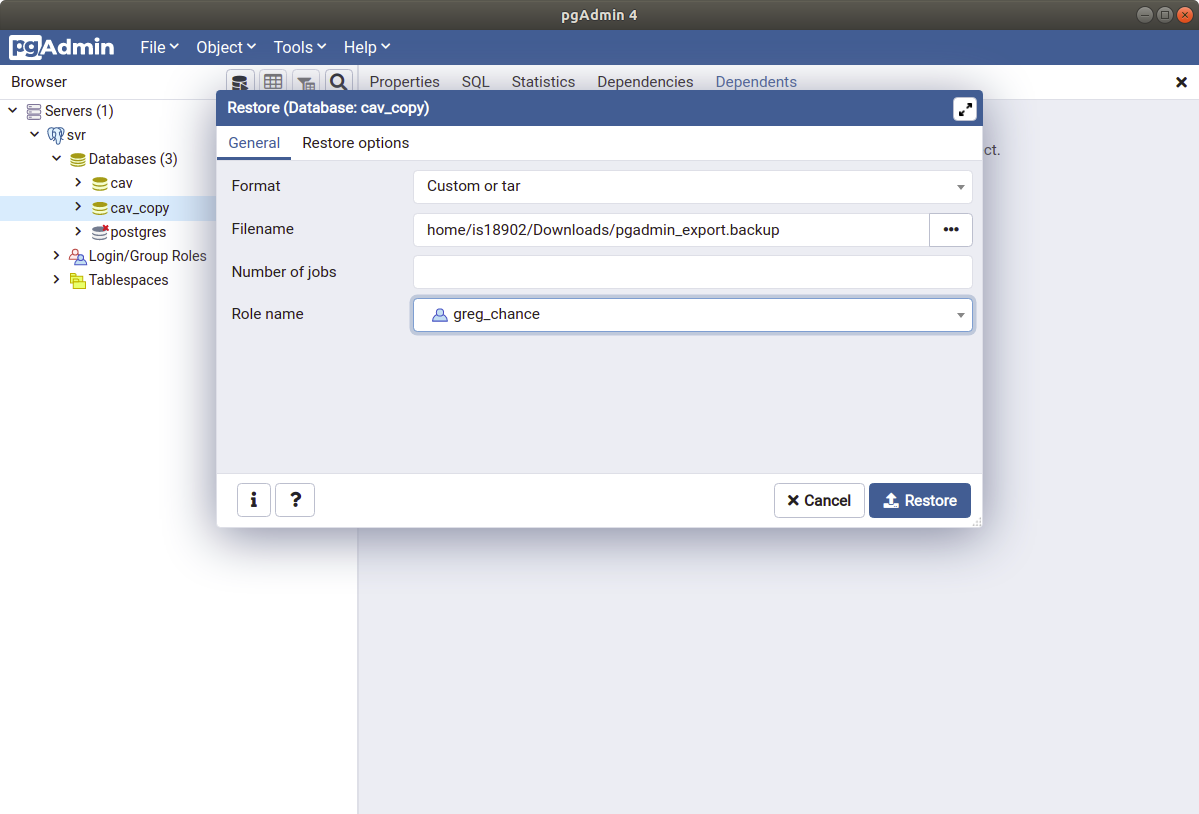 pgAdmin 4
pgAdmin File Object Tools Help
Browser
Properties SQL Statistics Dependencies Dependents
Servers (1)
svr
Databases (3)
cav
cav_copy
postgres
Login/Group Roles
Tablespaces
ct.
Restore (Database: cav_copy)
General Restore options
Format Custom or tar
Filename home/is18902/Downloads/pgadmin_export.backup •••
Number of jobs
Role name greg_chance
i ? Cancel Restore